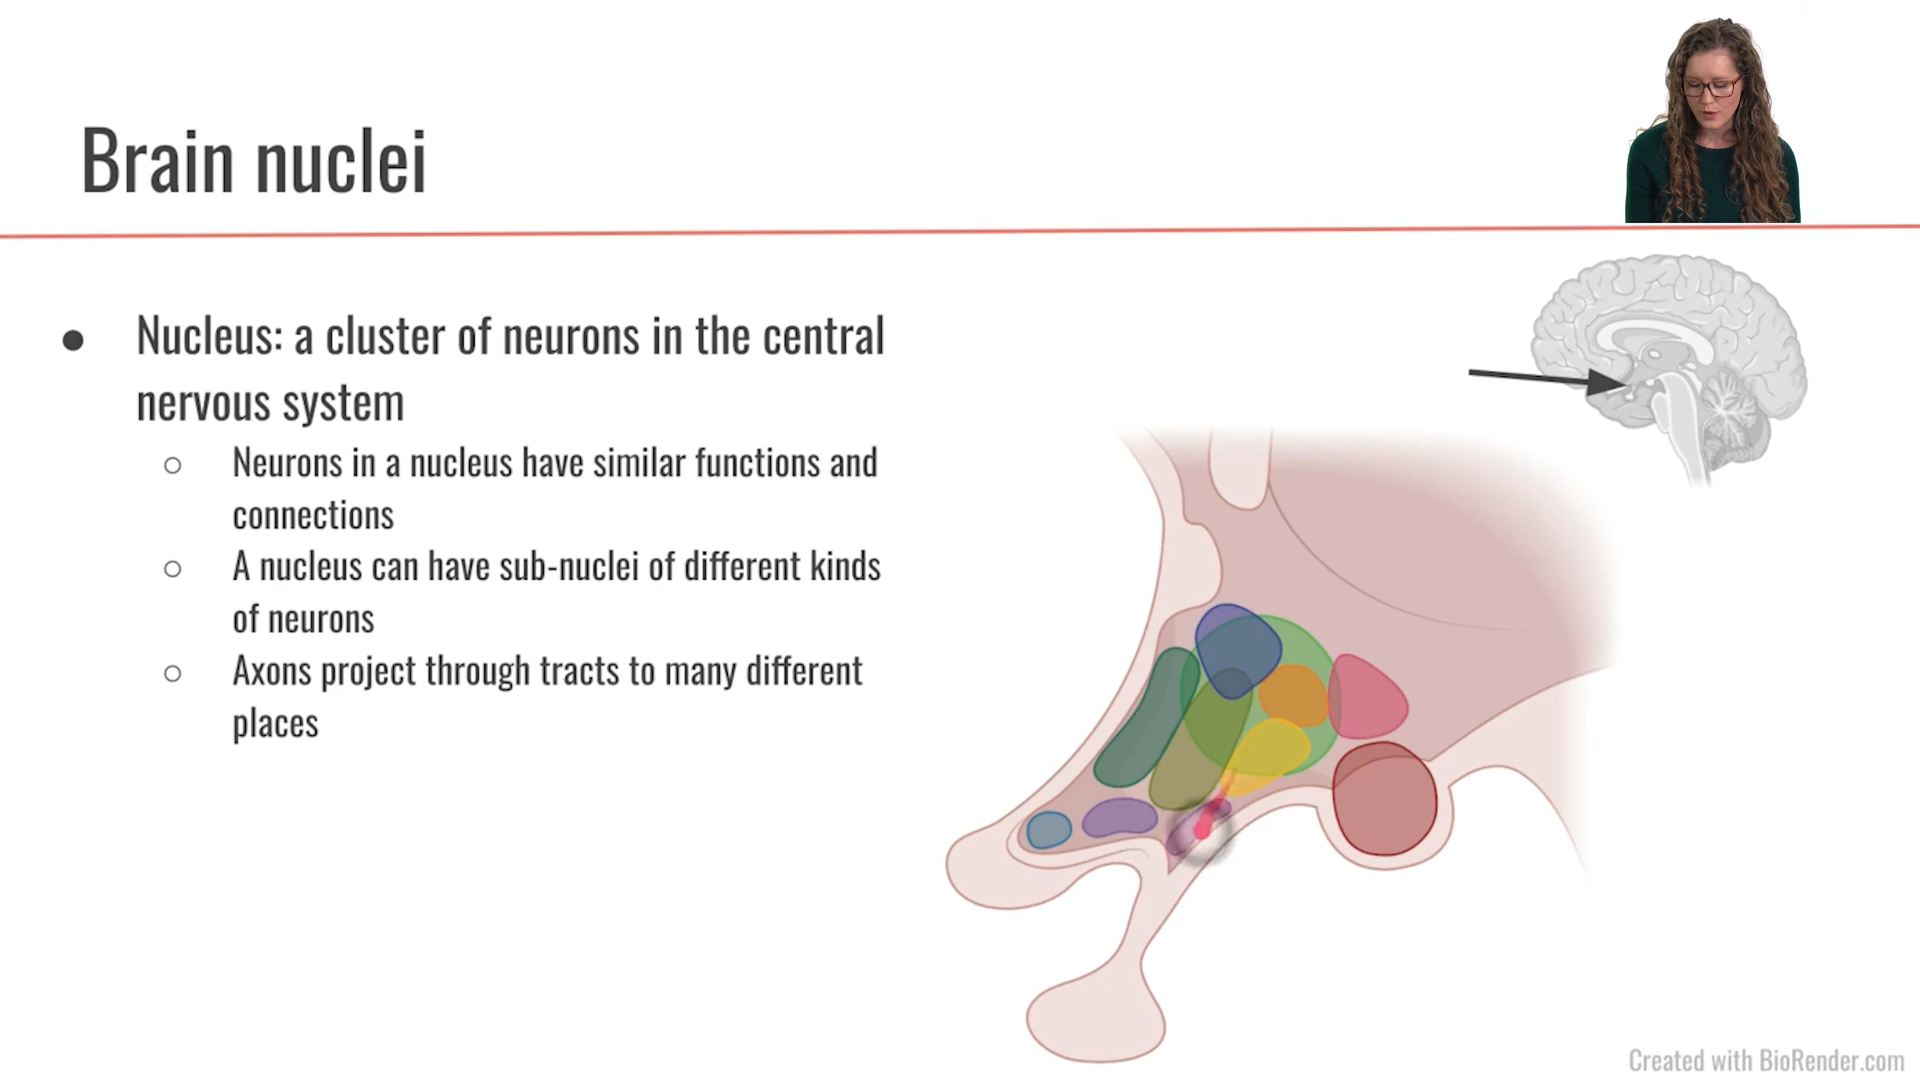 Brain nuclei
● Nucleus: a cluster of neurons in the central
nervous system
○ Neurons in a nucleus have similar functions and
connections
○ A nucleus can have sub-nuclei of different kinds
of neurons
○ Axons project through tracts to many different
places
Created with BioRender.com